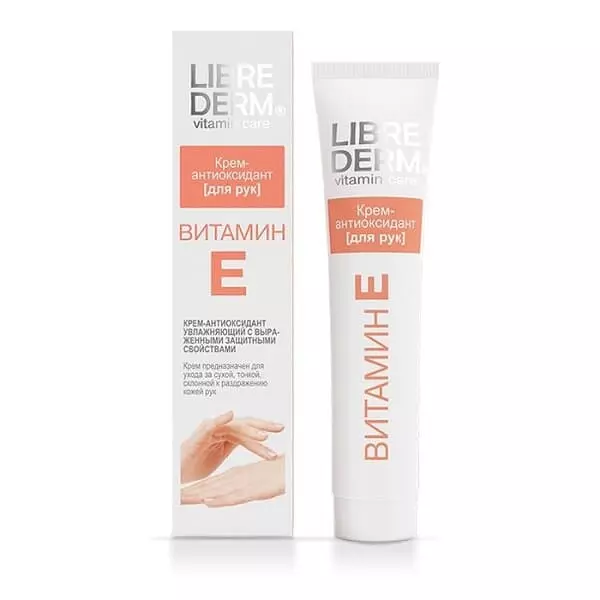 LIBRE
DERM®
vitamin care
Крем-
антиоксидант
[для рук]
ВИТАМИН
E
КРЕМ-АНТИОКСИДАНТ
УВЛАЖНЯЮЩИЙ С ВЫРА-
ЖЕННЫМИ ЗАЩИТНЫМИ
СВОЙСТВАМИ
Крем предназначен для
ухода за сухой, тонкой,
склонной к раздражению
кожей рук
LIBRE
DERM®
vitamin care
Крем-
антиоксидант
[для рук]
ВИТАМИН E